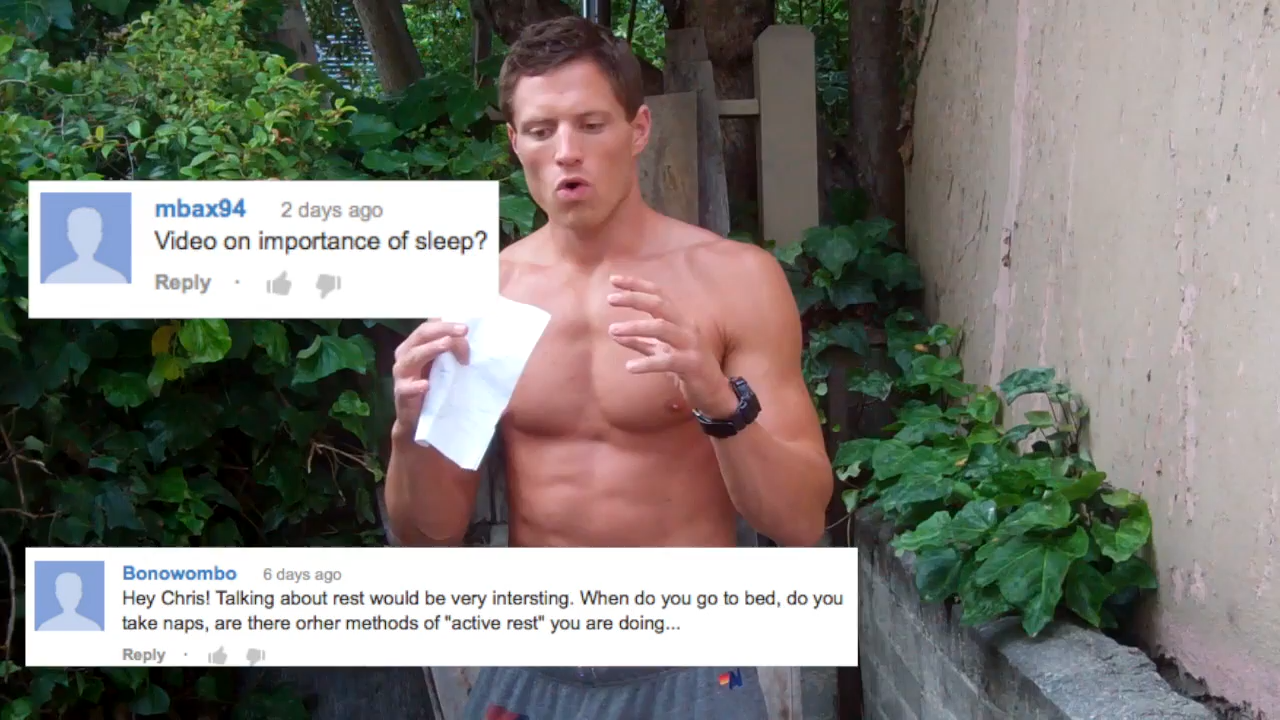 mbax94 2 days ago
Video on importance of sleep?
Reply ·
Bonowombo 6 days ago
Hey Chris! Talking about rest would be very intersting. When do you go to bed, do you
take naps, are there orher methods of "active rest" you are doing...
Reply ·
N